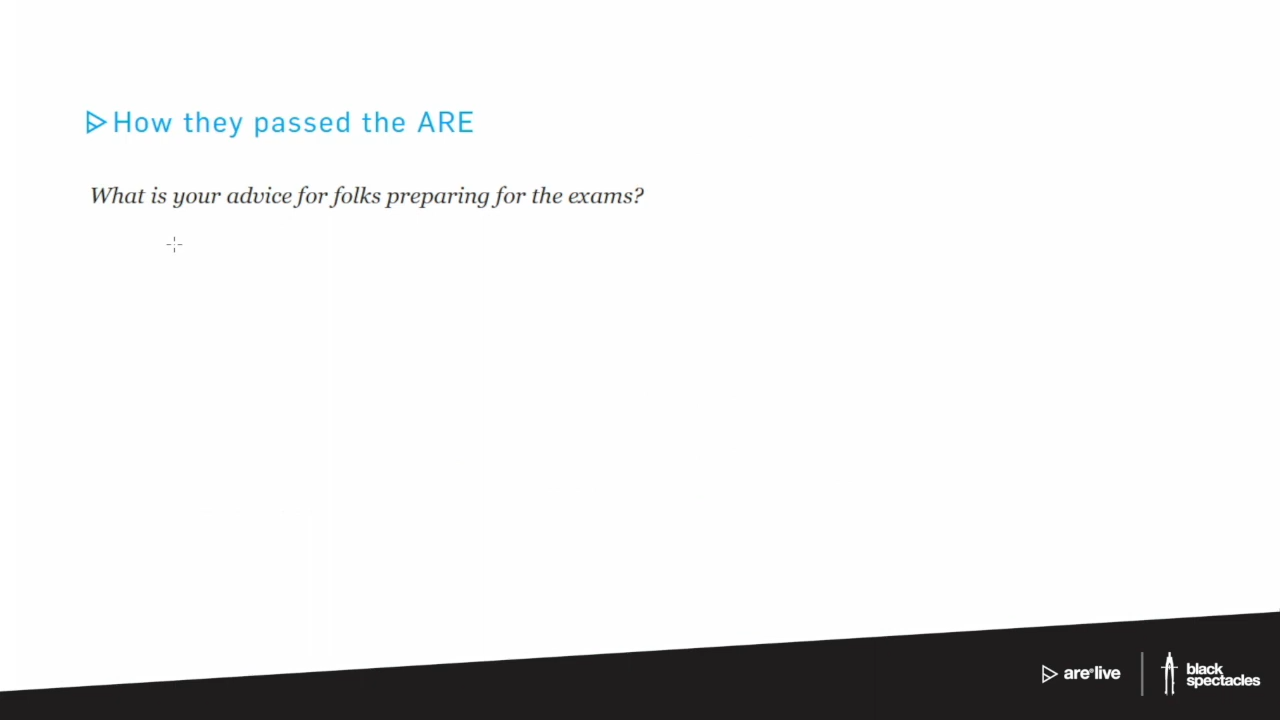 How they passed the ARE
What is your advice for folks preparing for the exams?
are®live
black
spectacles